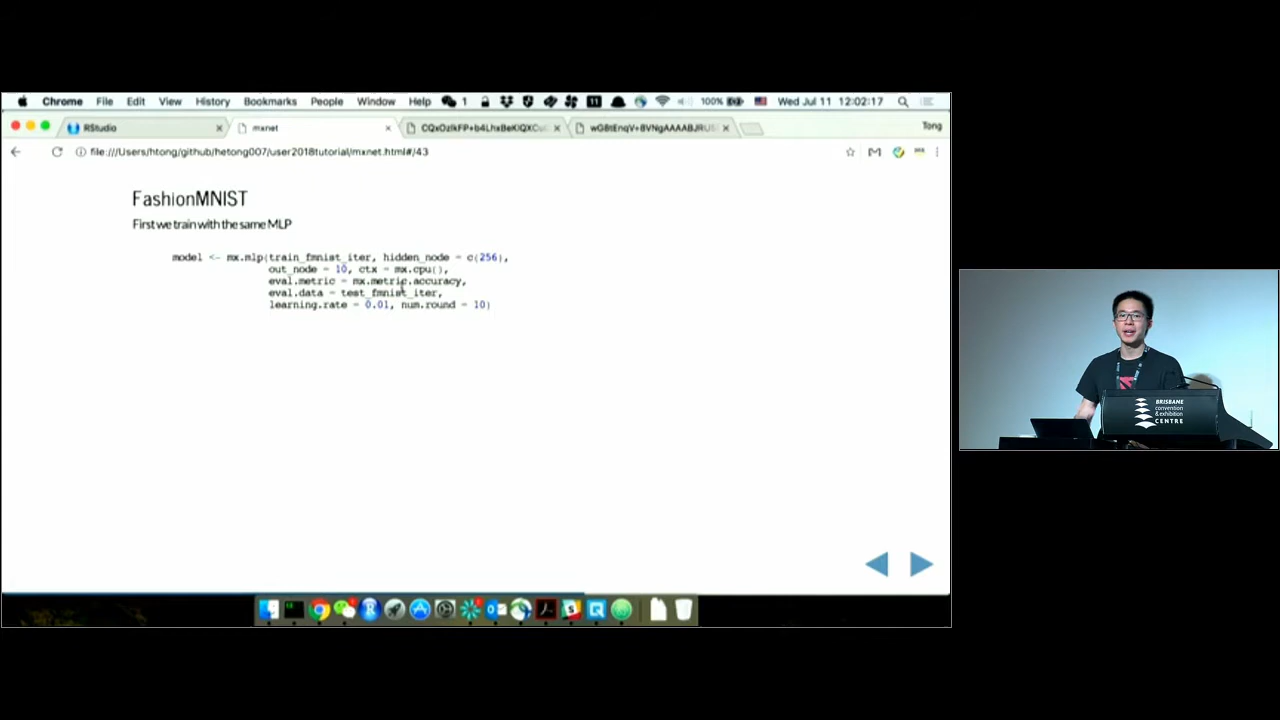 Chrome File Edit View History Bookmarks People Window Help 1 11 100% Wed Jul 11 12:02:17
RStudio mxnet
Tong
file:///Users/htong/github/hetong007/user2018tutorial/mxnet.html#/43
FashionMNIST
First we train with the same MLP
model <- mx.mlp(train_fmnist_iter, hidden_node = c(256),
out_node = 10, ctx = mx.cpu(),
eval.metric = mx.metric.accuracy,
eval.data = test_fmnist_iter,
learning.rate = 0.01, num.round = 10)
BRISBANE
convention
& exhibition
CENTRE